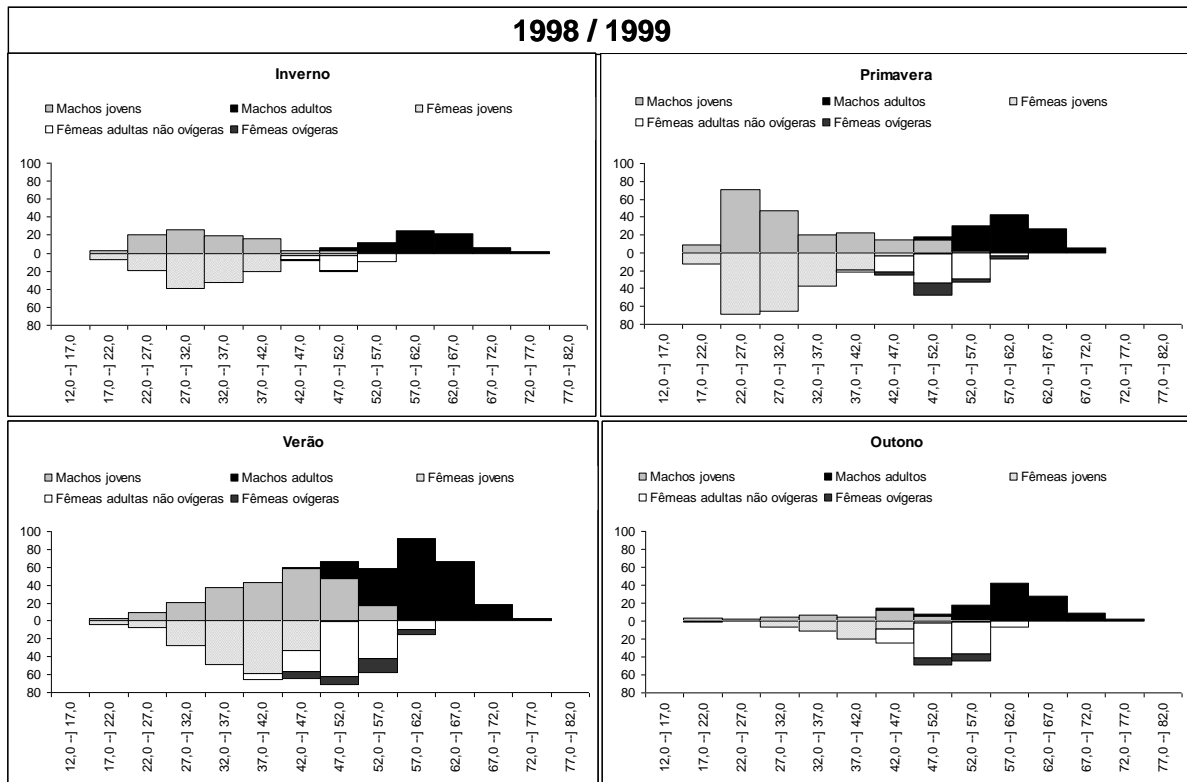 1998 / 1999
Inverno
Machos jovens Machos adultos Fêmeas jovens
Fêmeas adultas não ovígeras Fêmeas ovígeras
100
80
60
40
20
0
20
40
60
80
12,0 --] 17,0
17,0 --] 22,0
22,0 --] 27,0
27,0 --] 32,0
32,0 --] 37,0
37,0 --] 42,0
42,0 --] 47,0
47,0 --] 52,0
52,0 --] 57,0
57,0 --] 62,0
62,0 --] 67,0
67,0 --] 72,0
72,0 --] 77,0
77,0 --] 82,0
Primavera
Machos jovens Machos adultos Fêmeas jovens
Fêmeas adultas não ovígeras Fêmeas ovígeras
100
80
60
40
20
0
20
40
60
80
12,0 --] 17,0
17,0 --] 22,0
22,0 --] 27,0
27,0 --] 32,0
32,0 --] 37,0
37,0 --] 42,0
42,0 --] 47,0
47,0 --] 52,0
52,0 --] 57,0
57,0 --] 62,0
62,0 --] 67,0
67,0 --] 72,0
72,0 --] 77,0
77,0 --] 82,0
Verão
Machos jovens Machos adultos Fêmeas jovens
Fêmeas adultas não ovígeras Fêmeas ovígeras
100
80
60
40
20
0
20
40
60
80
12,0 --] 17,0
17,0 --] 22,0
22,0 --] 27,0
27,0 --] 32,0
32,0 --] 37,0
37,0 --] 42,0
42,0 --] 47,0
47,0 --] 52,0
52,0 --] 57,0
57,0 --] 62,0
62,0 --] 67,0
67,0 --] 72,0
72,0 --] 77,0
77,0 --] 82,0
Outono
Machos jovens Machos adultos Fêmeas jovens
Fêmeas adultas não ovígeras Fêmeas ovígeras
100
80
60
40
20
0
20
40
60
80
12,0 --] 17,0
17,0 --] 22,0
22,0 --] 27,0
27,0 --] 32,0
32,0 --] 37,0
37,0 --] 42,0
42,0 --] 47,0
47,0 --] 52,0
52,0 --] 57,0
57,0 --] 62,0
62,0 --] 67,0
67,0 --] 72,0
72,0 --] 77,0
77,0 --] 82,0